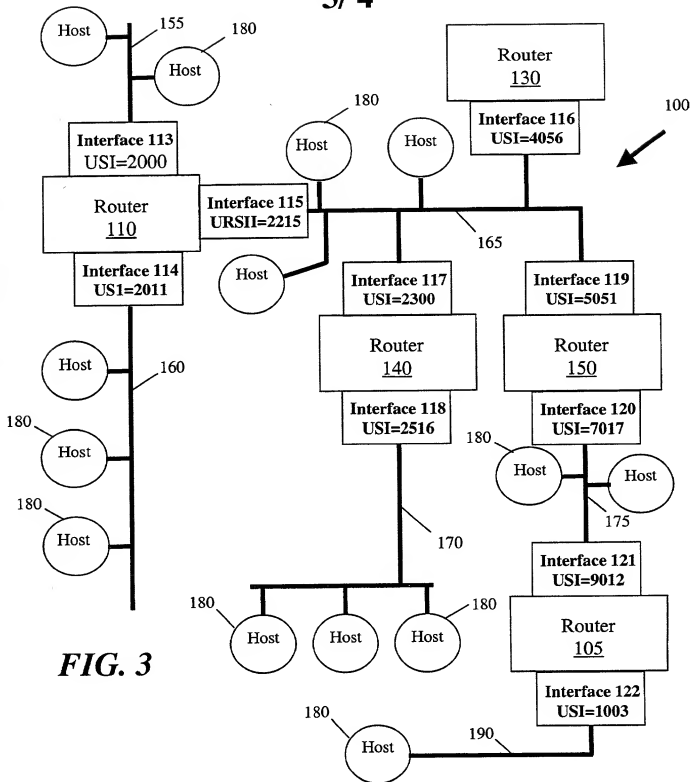 3/4
Host
155
180
Host
Router
130
100
Interface 116
USI=4056
180
Host
Host
Interface 113
USI=2000
Router
110
Interface 115
URSII=2215
165
Interface 114
US1=2011
Host
Interface 117
USI=2300
Interface 119
USI=5051
Router
140
Router
150
Host
160
Interface 118
USI=2516
Interface 120
USI=7017
180
Host
180
Host
Host
175
180
Host
170
Interface 121
USI=9012
180
Host
Host
Host
180
Router
105
FIG. 3
Interface 122
USI=1003
180
Host
190